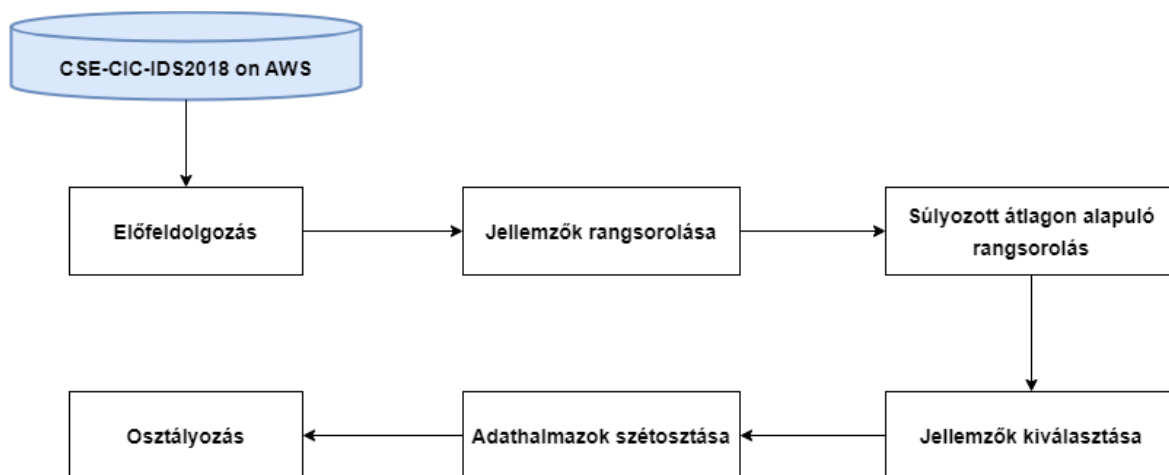 CSE-CIC-IDS2018 on AWS
Előfeldolgozás
Jellemzők rangsorolása
Súlyozott átlagon alapuló
rangsorolás
Jellemzők kiválasztása
Adathalmazok szétosztása
Osztályozás